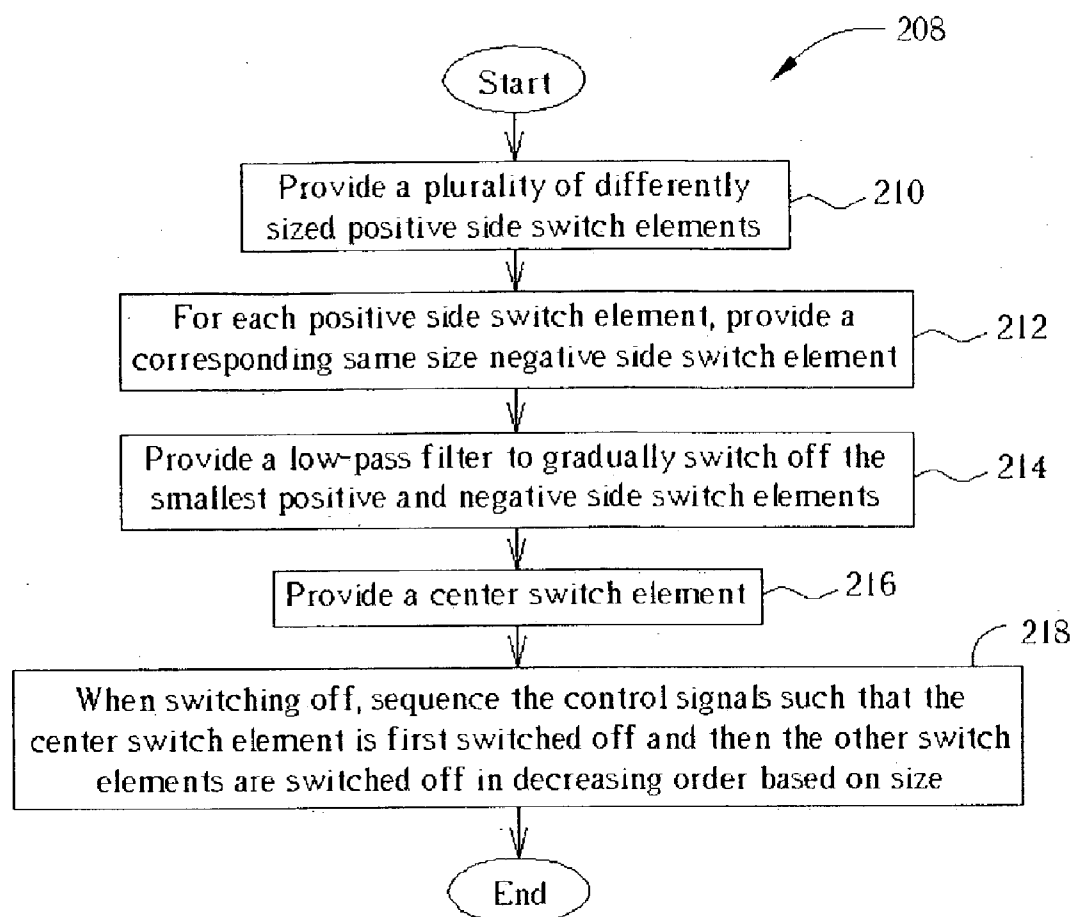 208
Start
Provide a plurality of differently
sized positive side switch elements
210
For each positive side switch element, provide a
corresponding same size negative side switch element
212
Provide a low-pass filter to gradually switch off the
smallest positive and negative side switch elements
214
Provide a center switch element
216
218
When switching off, sequence the control signals such that the
center switch element is first switched off and then the other switch
elements are switched off in decreasing order based on size
End